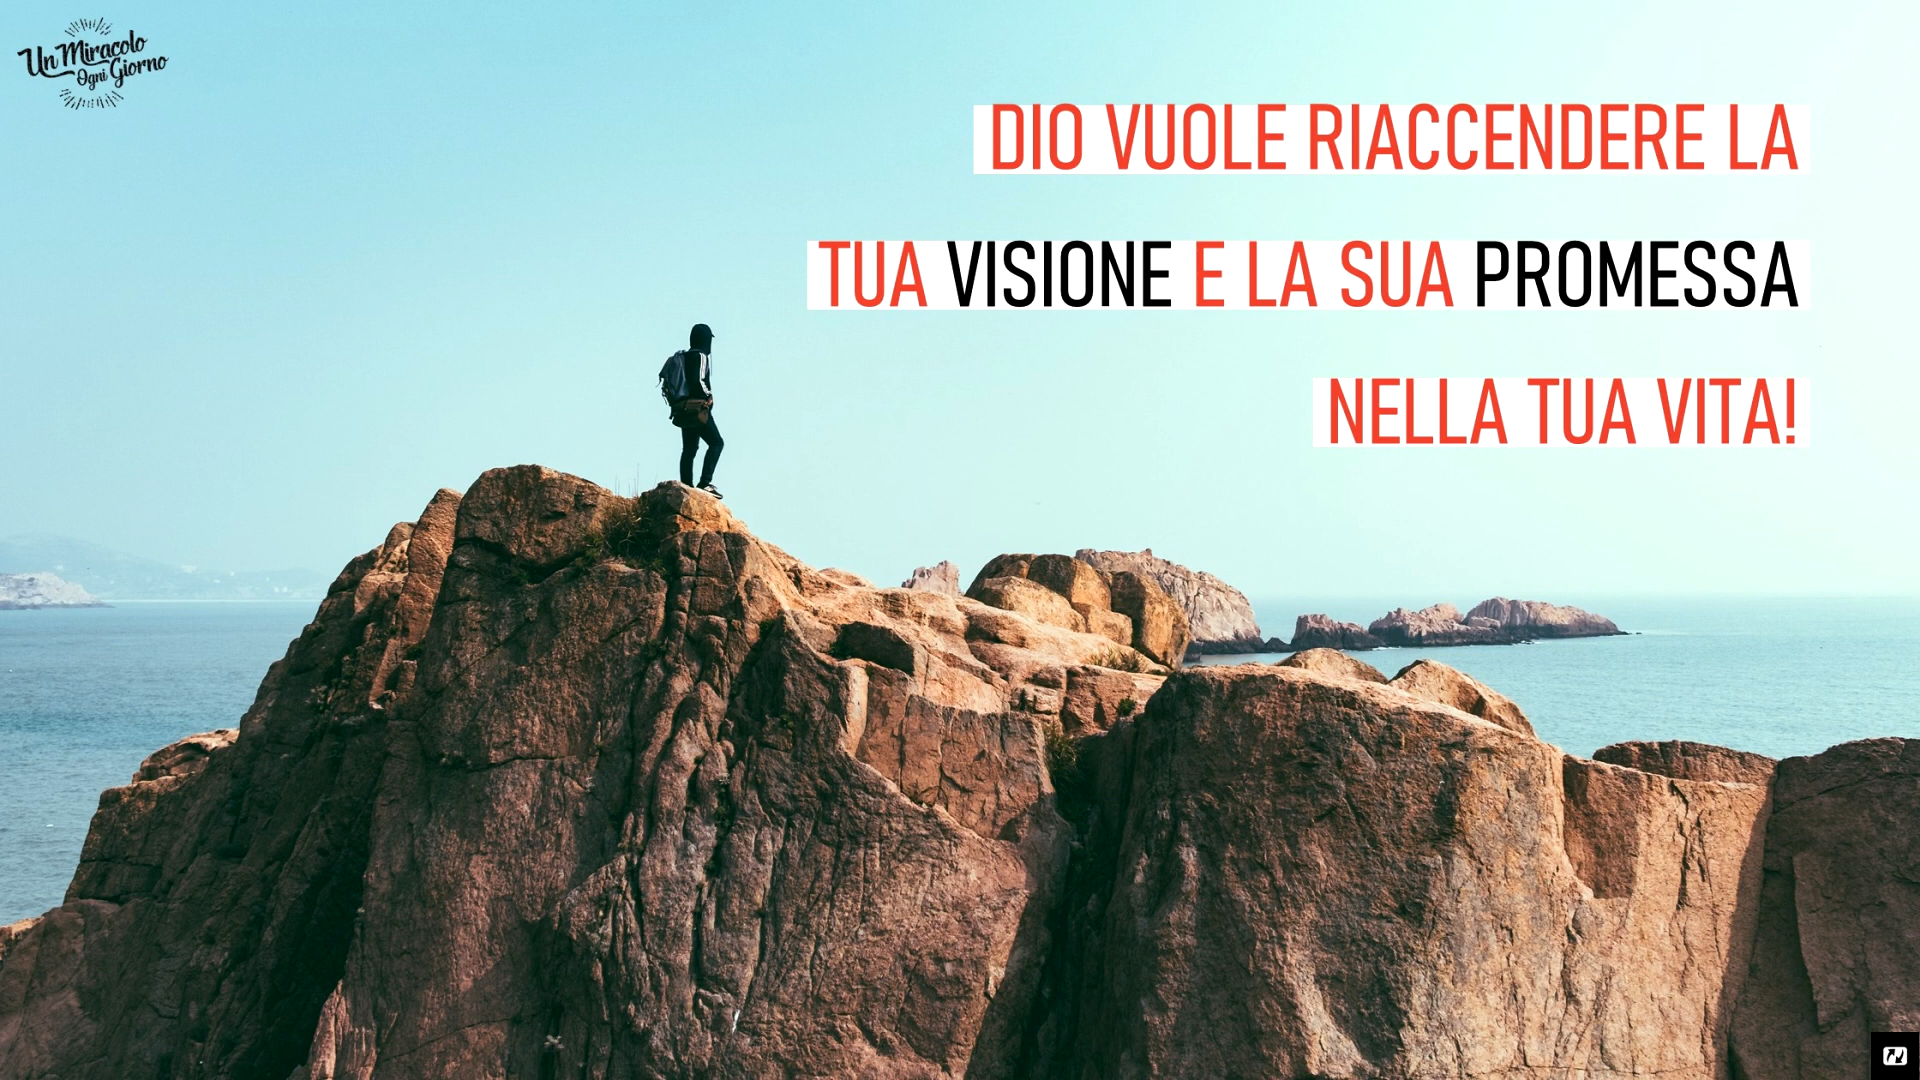 Un Miracolo
Ogni Giorno
DIO VUOLE RIACCENDERE LA
TUA VISIONE E LA SUA PROMESSA
NELLA TUA VITA!